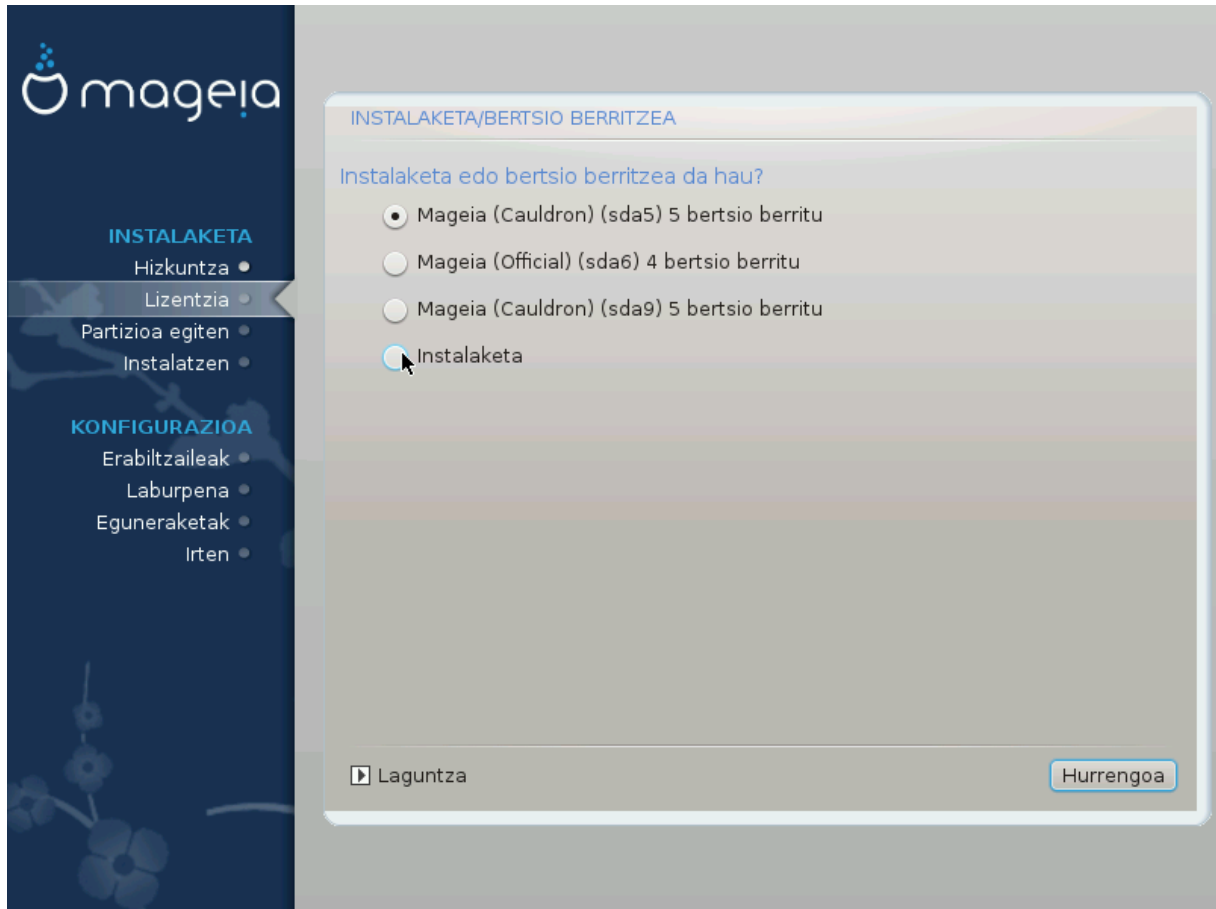 mageia
INSTALAKETA
Hizkuntza
Lizentzia
Partizioa egiten
Instalatzen
KONFIGURAZIOA
Erabiltzaileak
Laburpena
Eguneraketak
Irten
INSTALAKETA/BERTSIO BERRITZEA
Instalaketa edo bertsio berritzea da hau?
Mageia (Cauldron) (sda5) 5 bertsio berritu
Mageia (Official) (sda6) 4 bertsio berritu
Mageia (Cauldron) (sda9) 5 bertsio berritu
Instalaketa
Laguntza
Hurrengoa